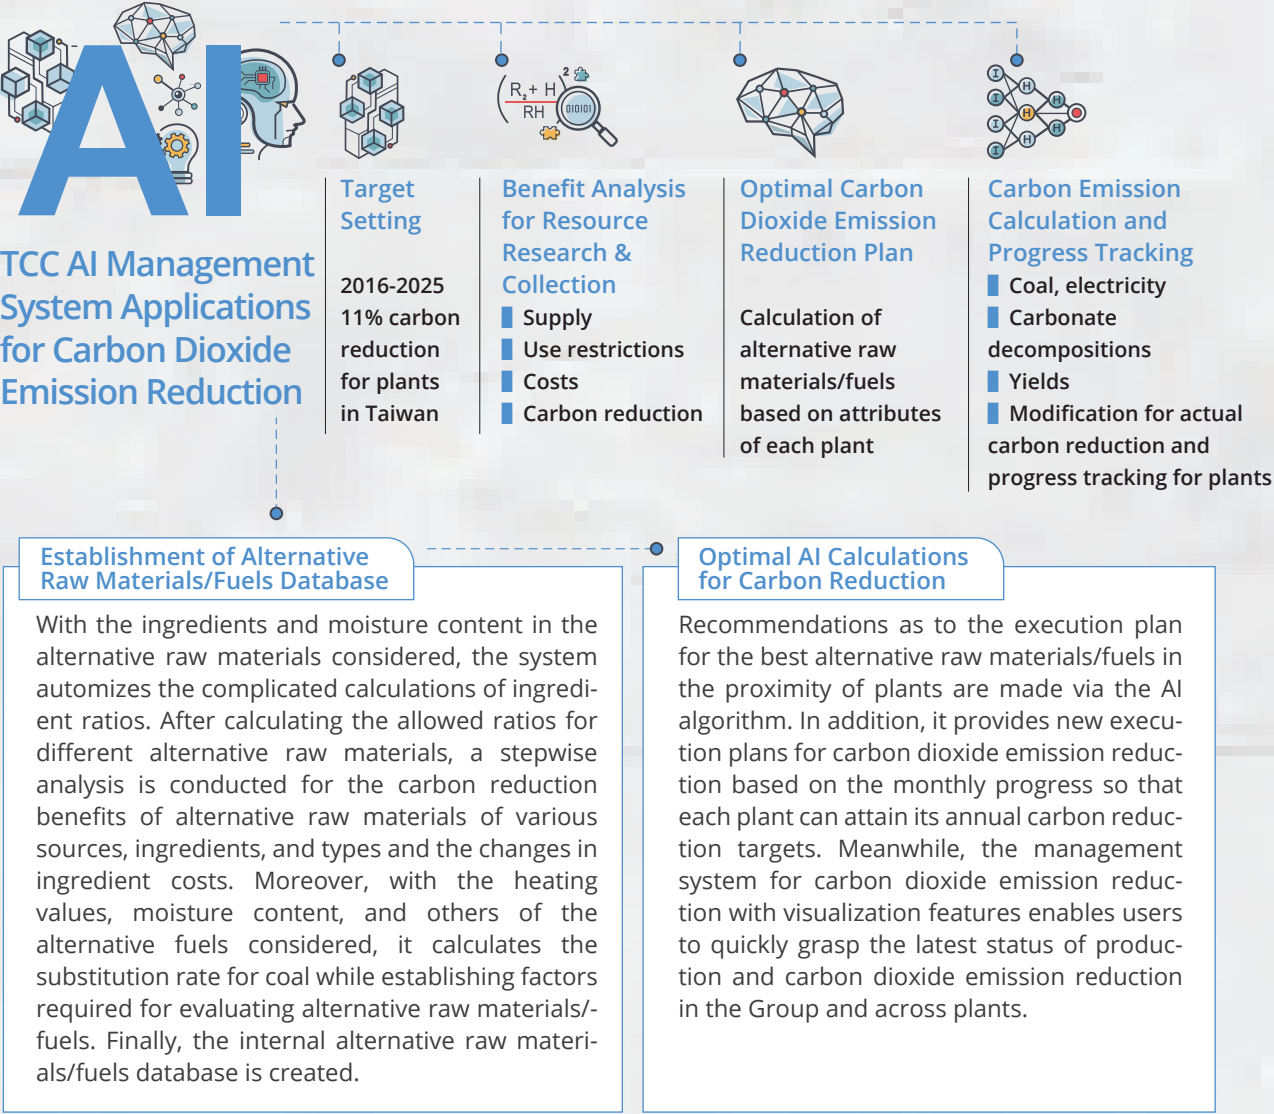 AI
TCC AI Management
System Applications
for Carbon Dioxide
Emission Reduction
Target
Setting
2016-2025
11% carbon
reduction
for plants
in Taiwan
R₂+ H
RH
2
010101
Benefit Analysis
for Resource
Research &
Collection
Supply
Use restrictions
Costs
Carbon reduction
Optimal Carbon
Dioxide Emission
Reduction Plan
Calculation of
alternative raw
materials/fuels
based on attributes
of each plant
I
I
I
I
H
H
H
H
H
Carbon Emission
Calculation and
Progress Tracking
Coal, electricity
Carbonate
decompositions
Yields
Modification for actual
carbon reduction and
progress tracking for plants
Establishment of Alternative
Raw Materials/Fuels Database
With the ingredients and moisture content in the
alternative raw materials considered, the system
automizes the complicated calculations of ingredi-
ent ratios. After calculating the allowed ratios for
different alternative raw materials, a stepwise
analysis is conducted for the carbon reduction
benefits of alternative raw materials of various
sources, ingredients, and types and the changes in
ingredient costs. Moreover, with the heating
values, moisture content, and others of the
alternative fuels considered, it calculates the
substitution rate for coal while establishing factors
required for evaluating alternative raw materials/-
fuels. Finally, the internal alternative raw materi-
als/fuels database is created.
Optimal AI Calculations
for Carbon Reduction
Recommendations as to the execution plan
for the best alternative raw materials/fuels in
the proximity of plants are made via the AI
algorithm. In addition, it provides new execu-
tion plans for carbon dioxide emission reduc-
tion based on the monthly progress so that
each plant can attain its annual carbon reduc-
tion targets. Meanwhile, the management
system for carbon dioxide emission reduc-
tion with visualization features enables users
to quickly grasp the latest status of produc-
tion and carbon dioxide emission reduction
in the Group and across plants.